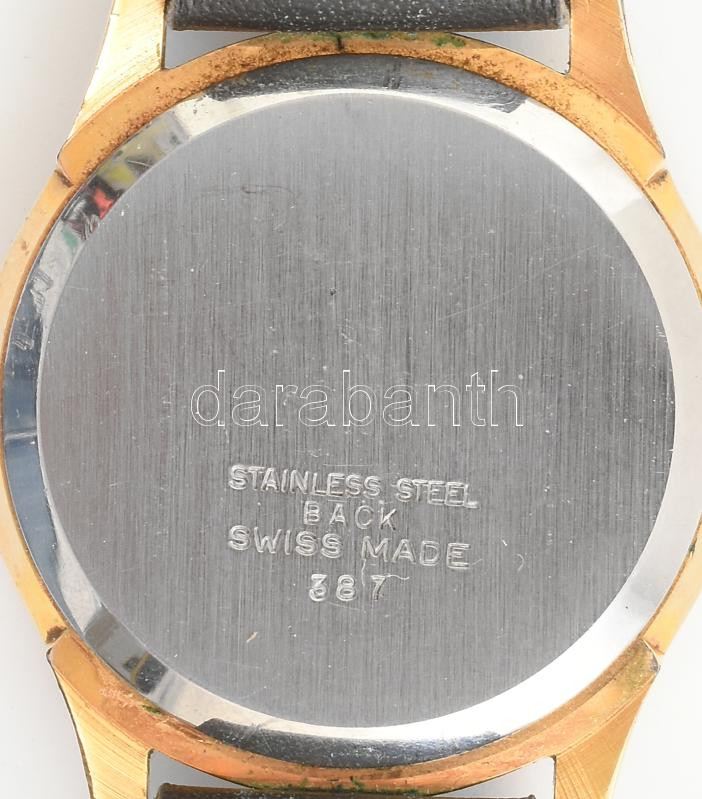 darabanth
STAINLESS STEEL
BACK
SWISS MADE
387